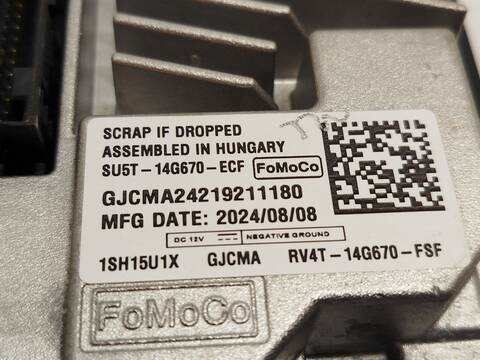 SCRAP IF DROPPED
ASSEMBLED IN HUNGARY
SU5T-14G670-ECF FoMoCo
GJCMA24219211180
MFG DATE: 2024/08/08
DC 12V NEGATIVE GROUND
1SH15U1X GJCMA RV4T-14G670-FSF
FoMoCo